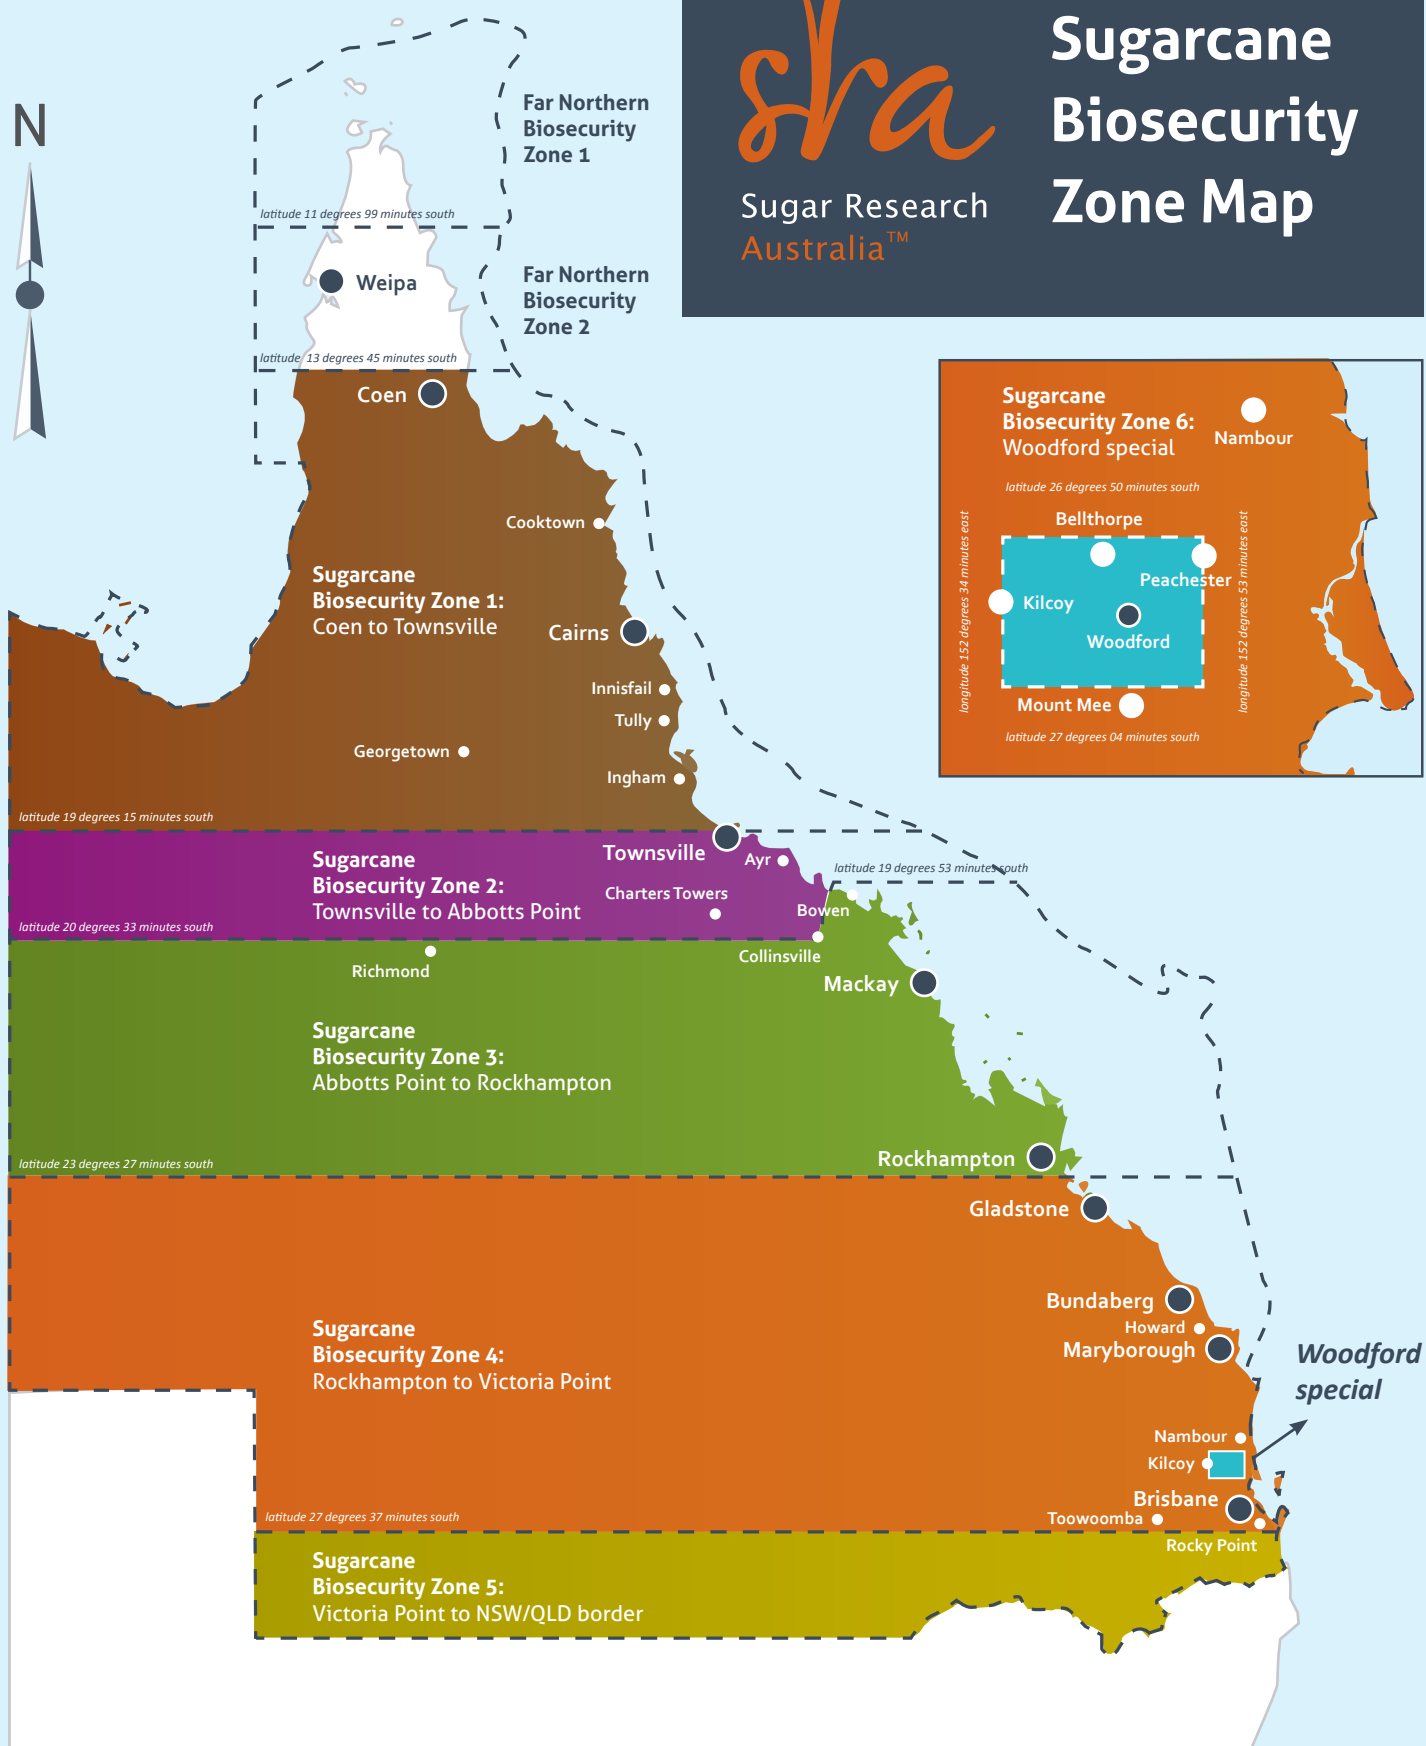 sra
Sugar Research
Australia™
Sugarcane
Biosecurity
Zone Map
N
Far Northern
Biosecurity
Zone 1
latitude 11 degrees 99 minutes south
Weipa
Far Northern
Biosecurity
Zone 2
latitude 13 degrees 45 minutes south
Coen
Cooktown
Sugarcane
Biosecurity Zone 1:
Coen to Townsville
Cairns
Innisfail
Tully
Georgetown
Ingham
latitude 19 degrees 15 minutes south
Sugarcane
Biosecurity Zone 6:
Woodford special
Nambour
latitude 26 degrees 50 minutes south
Bellthorpe
longitude 152 degrees 34 minutes east
longitude 152 degrees 53 minutes east
Peachester
Kilcoy
Woodford
Mount Mee
latitude 27 degrees 04 minutes south
Townsville
Ayr
Sugarcane
Biosecurity Zone 2:
Townsville to Abbotts Point
Charters Towers
latitude 19 degrees 53 minutes south
Bowen
latitude 20 degrees 33 minutes south
Collinsville
Richmond
Mackay
Sugarcane
Biosecurity Zone 3:
Abbotts Point to Rockhampton
Rockhampton
latitude 23 degrees 27 minutes south
Gladstone
Bundaberg
Howard
Maryborough
Sugarcane
Biosecurity Zone 4:
Rockhampton to Victoria Point
Woodford
special
Nambour
Kilcoy
Brisbane
Toowoomba
latitude 27 degrees 37 minutes south
Rocky Point
Sugarcane
Biosecurity Zone 5:
Victoria Point to NSW/QLD border